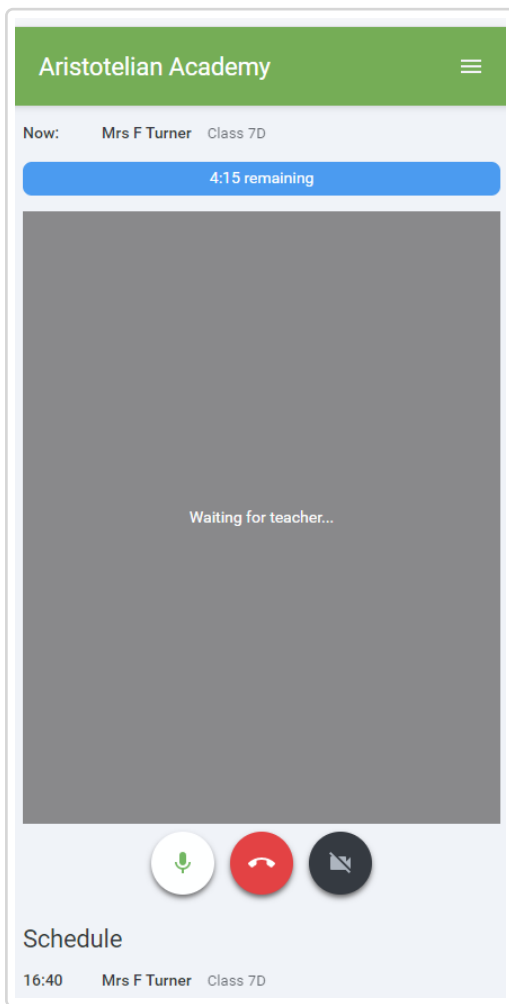 Aristotelian Academy
Now: Mrs F Turner Class 7D
4:15 remaining
Waiting for teacher...
Schedule
16:40 Mrs F Turner Class 7D